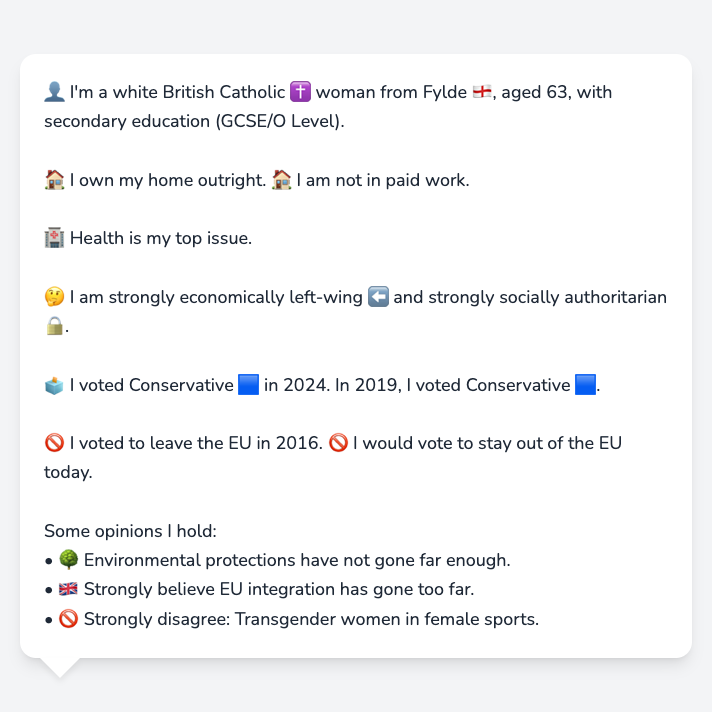 👤 I'm a white British Catholic ✝️ woman from Fylde 🏴󠁧󠁢󠁥󠁮󠁧󠁿, aged 63, with
secondary education (GCSE/O Level).
🏠 I own my home outright. 🏠 I am not in paid work.
🏥 Health is my top issue.
🤔 I am strongly economically left-wing ⬅️ and strongly socially authoritarian
🔒.
🗳️ I voted Conservative 🟦 in 2024. In 2019, I voted Conservative 🟦.
🚫 I voted to leave the EU in 2016. 🚫 I would vote to stay out of the EU
today.
Some opinions I hold:
• 🌳 Environmental protections have not gone far enough.
• 🇬🇧 Strongly believe EU integration has gone too far.
• 🚫 Strongly disagree: Transgender women in female sports.